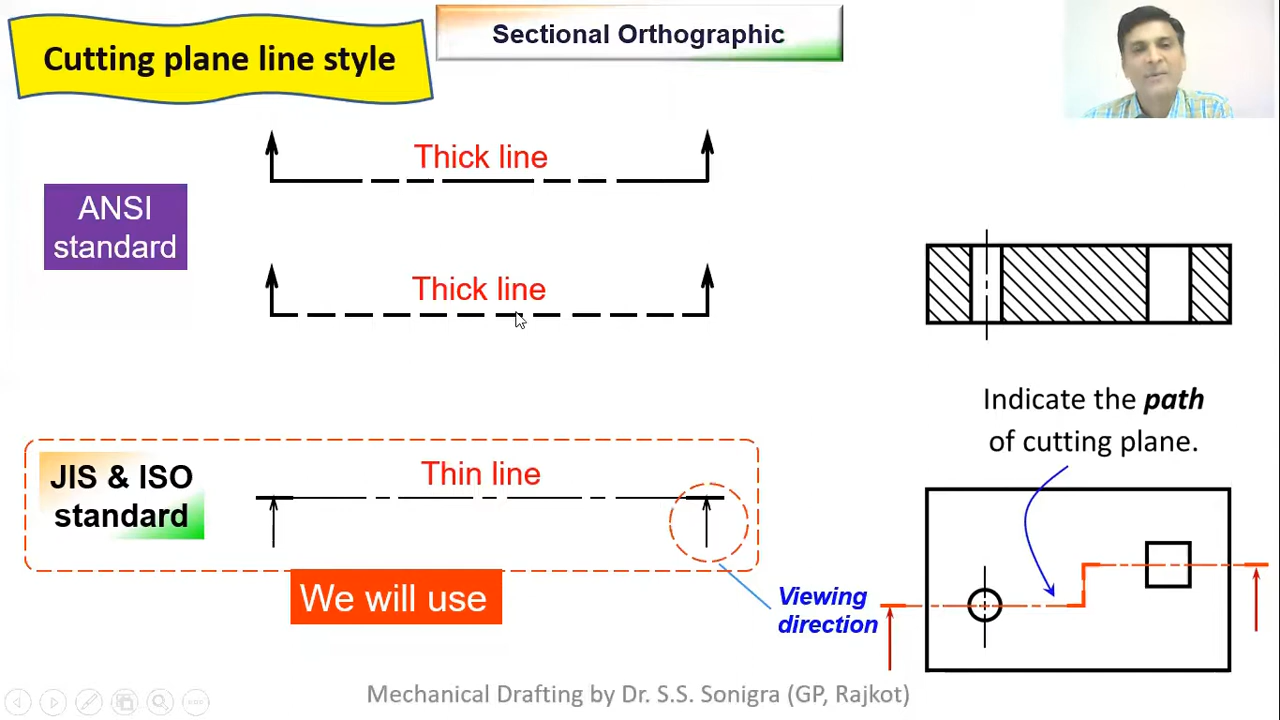 Cutting plane line style
Sectional Orthographic
Thick line
ANSI
standard
Thick line
Indicate the path
of cutting plane.
JIS & ISO
standard
Thin line
We will use
Viewing
direction
Mechanical Drafting by Dr. S.S. Sonigra (GP, Rajkot)